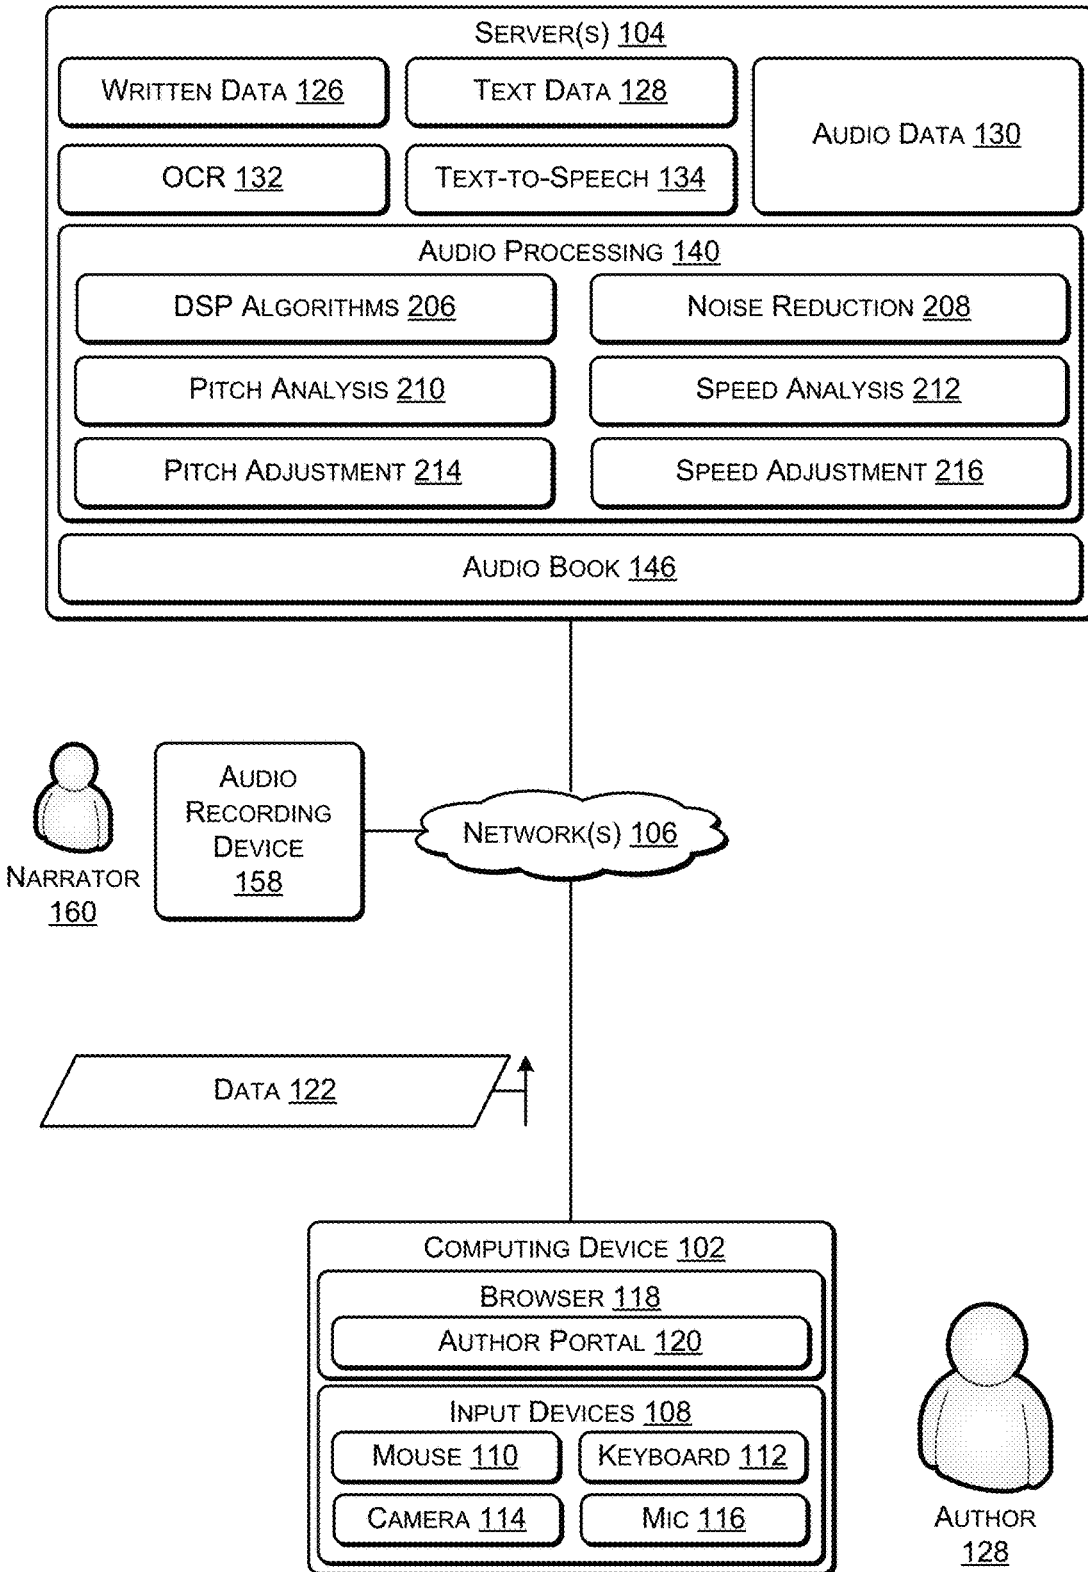 SERVER(S) 104
WRITTEN DATA 126
TEXT DATA 128
AUDIO DATA 130
OCR 132
TEXT-TO-SPEECH 134
AUDIO PROCESSING 140
DSP ALGORITHMS 206
NOISE REDUCTION 208
PITCH ANALYSIS 210
SPEED ANALYSIS 212
PITCH ADJUSTMENT 214
SPEED ADJUSTMENT 216
AUDIO BOOK 146
NARRATOR
160
AUDIO
RECORDING
DEVICE
158
NETWORK(S) 106
DATA 122
COMPUTING DEVICE 102
BROWSER 118
AUTHOR PORTAL 120
INPUT DEVICES 108
MOUSE 110
KEYBOARD 112
CAMERA 114
MIC 116
AUTHOR
128